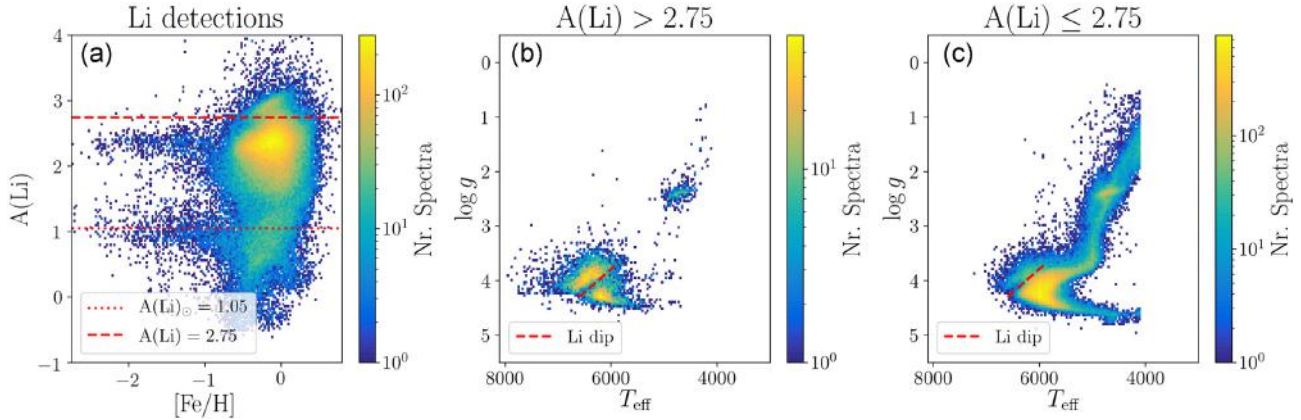 Li detections
(a)
4
3
2
1
0
−1
A(Li)
−2
−1
0
[Fe/H]
A(Li)☉ = 1.05
A(Li) = 2.75
10²
10¹
10⁰
Nr. Spectra
A(Li) > 2.75
(b)
0
1
2
3
4
5
log g
8000
6000
4000
Teff
Li dip
10¹
10⁰
Nr. Spectra
A(Li) ≤ 2.75
(c)
0
1
2
3
4
5
log g
8000
6000
4000
Teff
Li dip
10²
10¹
10⁰
Nr. Spectra